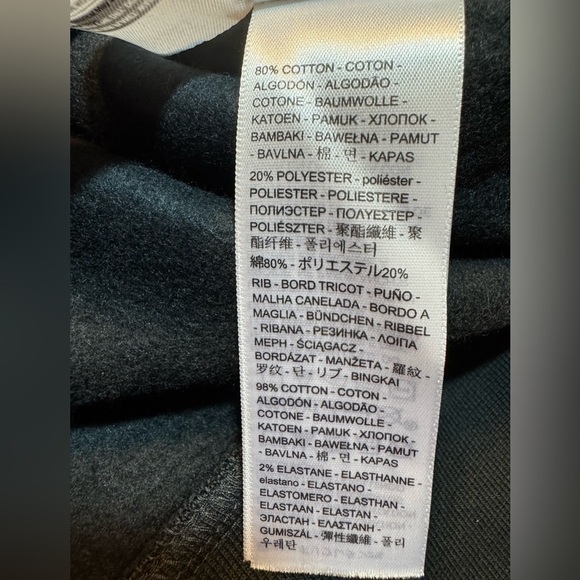 80% COTTON - COTON -
ALGODÓN - ALGODÃO -
COTONE - BAUMWOLLE -
KATOEN - PAMUK - ХЛОПОК -
BAMBAKI - BAWEŁNA - PAMUT
- BAVLNA - 棉 - 면 - KAPAS
20% POLYESTER - poliéster -
POLIESTER - POLIESTERE -
ПОЛИЭСТЕР - ΠΟΛΥΕΣΤΕΡ -
POLIÉSZTER - 聚酯纖維 - 聚
酯纤维 - 폴리에스터
綿80% - ポリエステル20%
RIB - BORD TRICOT - PUÑO -
MALHA CANELADA - BORDO A
MAGLIA - BÜNDCHEN - RIBBEL
- RIBANA - РЕЗИНКА - ΛΟΙΠΑ
ΜΕΡΗ - ŚCIĄGACZ -
BORDÁZAT - MANŽETA - 羅紋 -
罗纹 - 단 - リブ - BINGKAI
98% COTTON - COTON -
ALGODÓN - ALGODÃO -
COTONE - BAUMWOLLE -
KATOEN - PAMUK - ХЛОПОК -
BAMBAKI - BAWEŁNA - PAMUT
- BAVLNA - 棉 - 면 - KAPAS
2% ELASTANE - ELASTHANNE -
elastano - ELASTANO -
ELASTOMERO - ELASTHAN -
ELASTAAN - ELASTAN -
ЭЛАСТАН - ΕΛΑΣΤΑΝΗ -
GUMISZÁL - 彈性纖維 - 폴리
우레탄